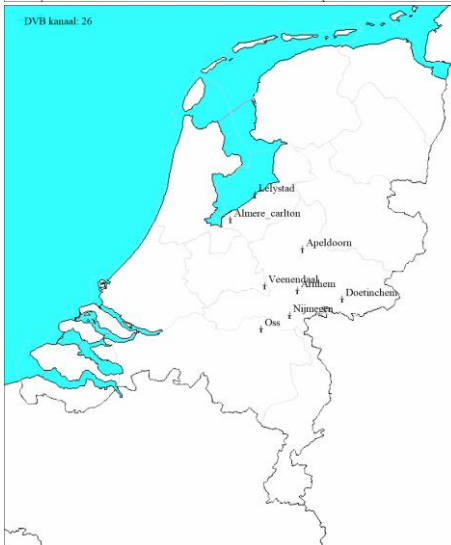 DVB kanaal: 26
Lelystad
Almere_carlton
Apeldoorn
Veenendaal
Arnhem
Doetinchem
Nijmegen
Oss